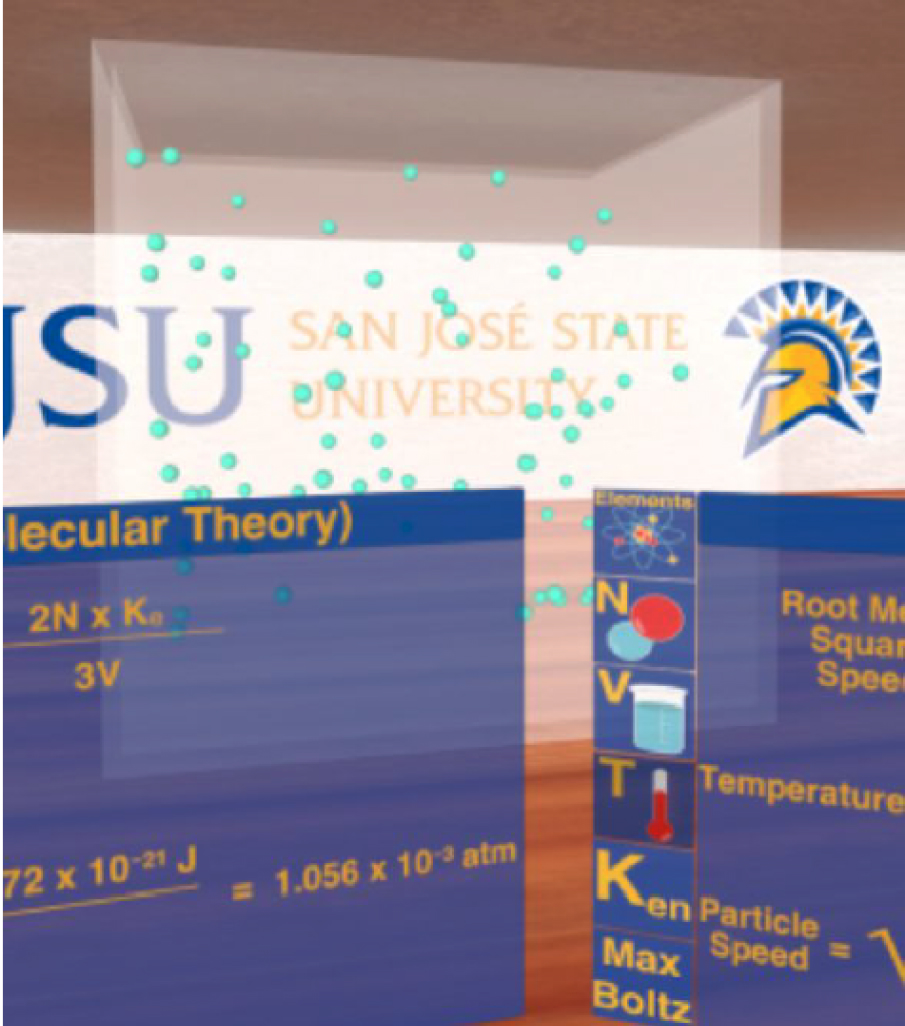 JSU
SAN JOSÉ STATE
UNIVERSITY
lecular Theory)
2N x Ke
3V
72 x 10⁻²¹ J
= 1.056 x 10⁻³ atm
Elements
N
V
T
Ken
Max
Boltz
Root Me
Squar
Speed
Temperature
Particle
Speed = √